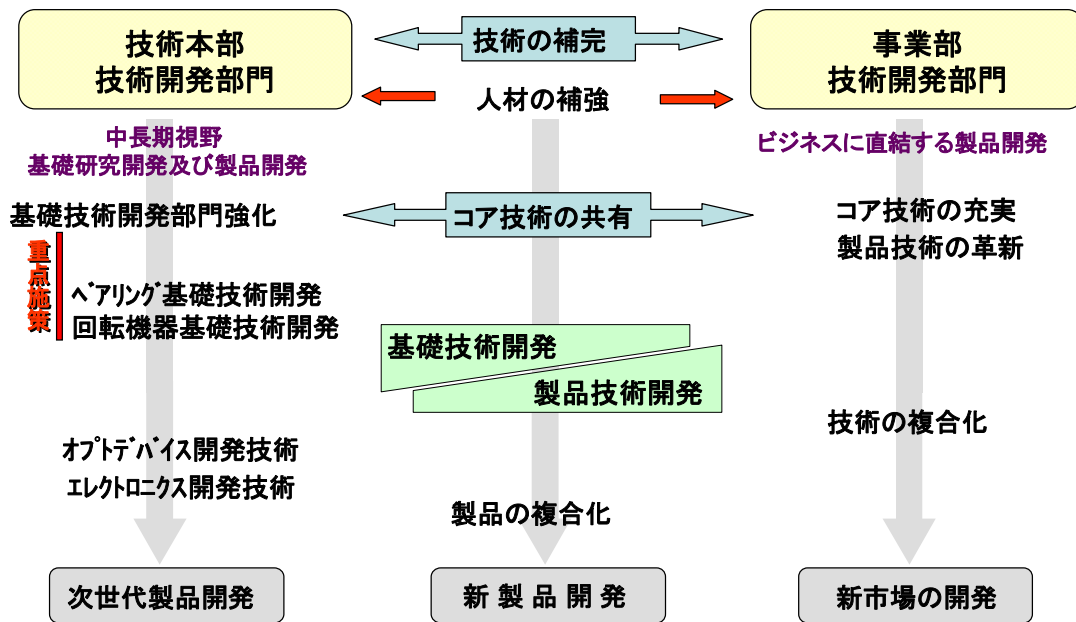 技術本部
技術開発部門
技術の補完
人材の補強
事業部
技術開発部門
中長期視野
基礎研究開発及び製品開発
ビジネスに直結する製品開発
基礎技術開発部門強化
コア技術の共有
コア技術の充実
製品技術の革新
重点施策
ﾍﾞｱﾘﾝｸﾞ基礎技術開発
回転機器基礎技術開発
基礎技術開発
製品技術開発
技術の複合化
ｵﾌﾟﾄﾃﾞﾊﾞｲｽ開発技術
ｴﾚｸﾄﾛﾆｸｽ開発技術
製品の複合化
次世代製品開発
新 製 品 開 発
新市場の開発